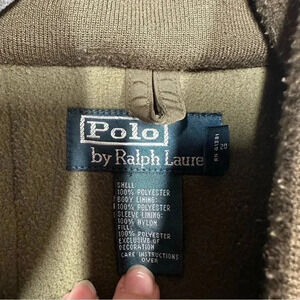 Polo
by Ralph Laure
SHELL
100% POLYESTER
BODY LINING:
100% POLYESTER
SLEEVE LINING:
100% NYLON
FILL:
100% POLYESTER
EXCLUSIVE OF
DECORATION
CARE INSTRUCTIONS
OVER